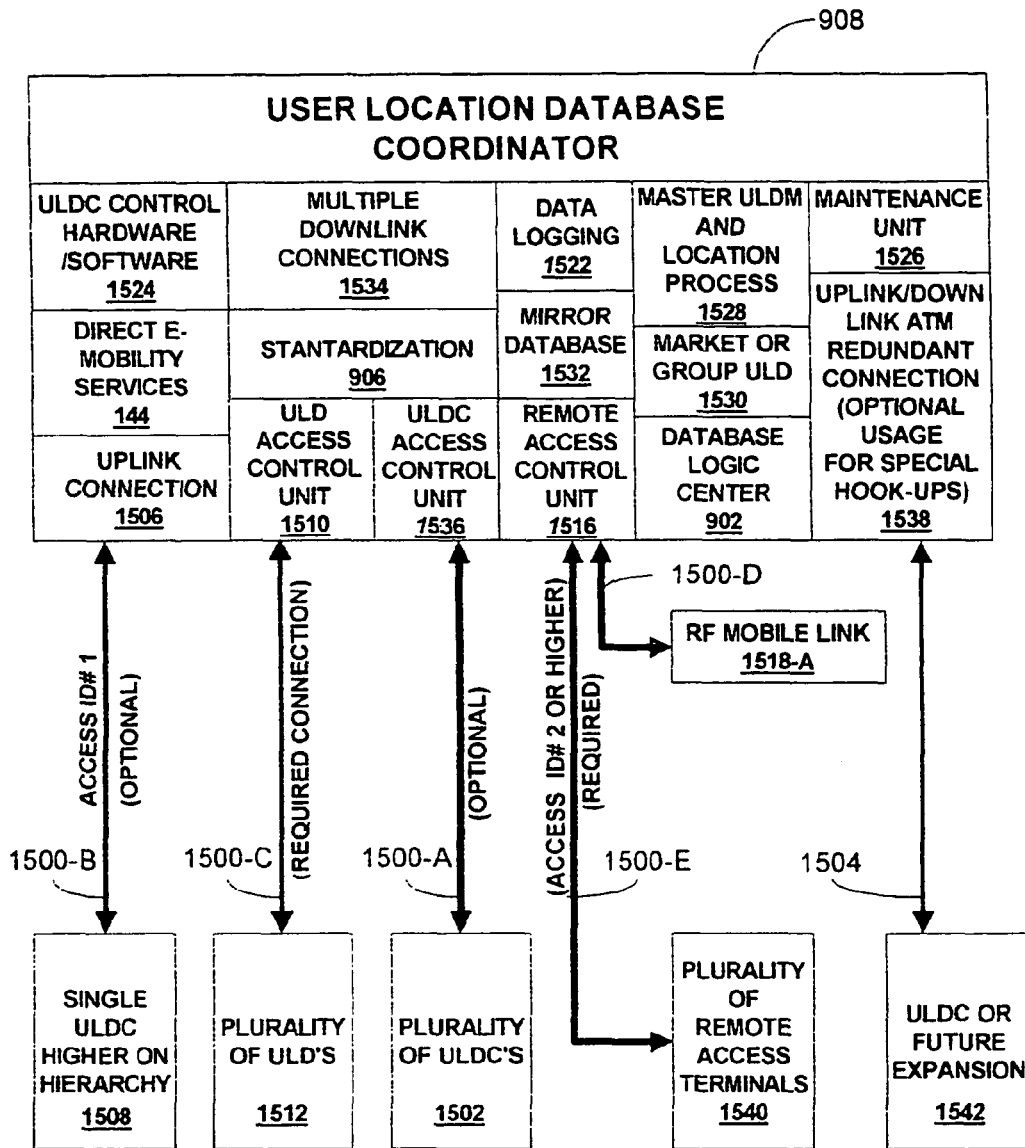 908
USER LOCATION DATABASE
COORDINATOR
ULDC CONTROL
HARDWARE
/SOFTWARE
1524
DIRECT E-
MOBILITY
SERVICES
144
UPLINK
CONNECTION
1506
MULTIPLE
DOWNLINK
CONNECTIONS
1534
STANTARDIZATION
906
ULD
ACCESS
CONTROL
UNIT
1510
ULDC
ACCESS
CONTROL
UNIT
1536
DATA
LOGGING
1522
MIRROR
DATABASE
1532
REMOTE
ACCESS
CONTROL
UNIT
1516
MASTER ULDM
AND
LOCATION
PROCESS
1528
MARKET OR
GROUP ULD
1530
DATABASE
LOGIC
CENTER
902
MAINTENANCE
UNIT
1526
UPLINK/DOWN
LINK ATM
REDUNDANT
CONNECTION
(OPTIONAL
USAGE
FOR SPECIAL
HOOK-UPS)
1538
ACCESS ID# 1
(OPTIONAL)
(REQUIRED CONNECTION)
(OPTIONAL)
(ACCESS ID# 2 OR HIGHER)
(REQUIRED)
1500-D
RF MOBILE LINK
1518-A
1500-B
1500-C
1500-A
1500-E
1504
SINGLE
ULDC
HIGHER ON
HIERARCHY
1508
PLURALITY
OF ULD'S
1512
PLURALITY
OF ULDC'S
1502
PLURALITY
OF
REMOTE
ACCESS
TERMINALS
1540
ULDC OR
FUTURE
EXPANSION
1542